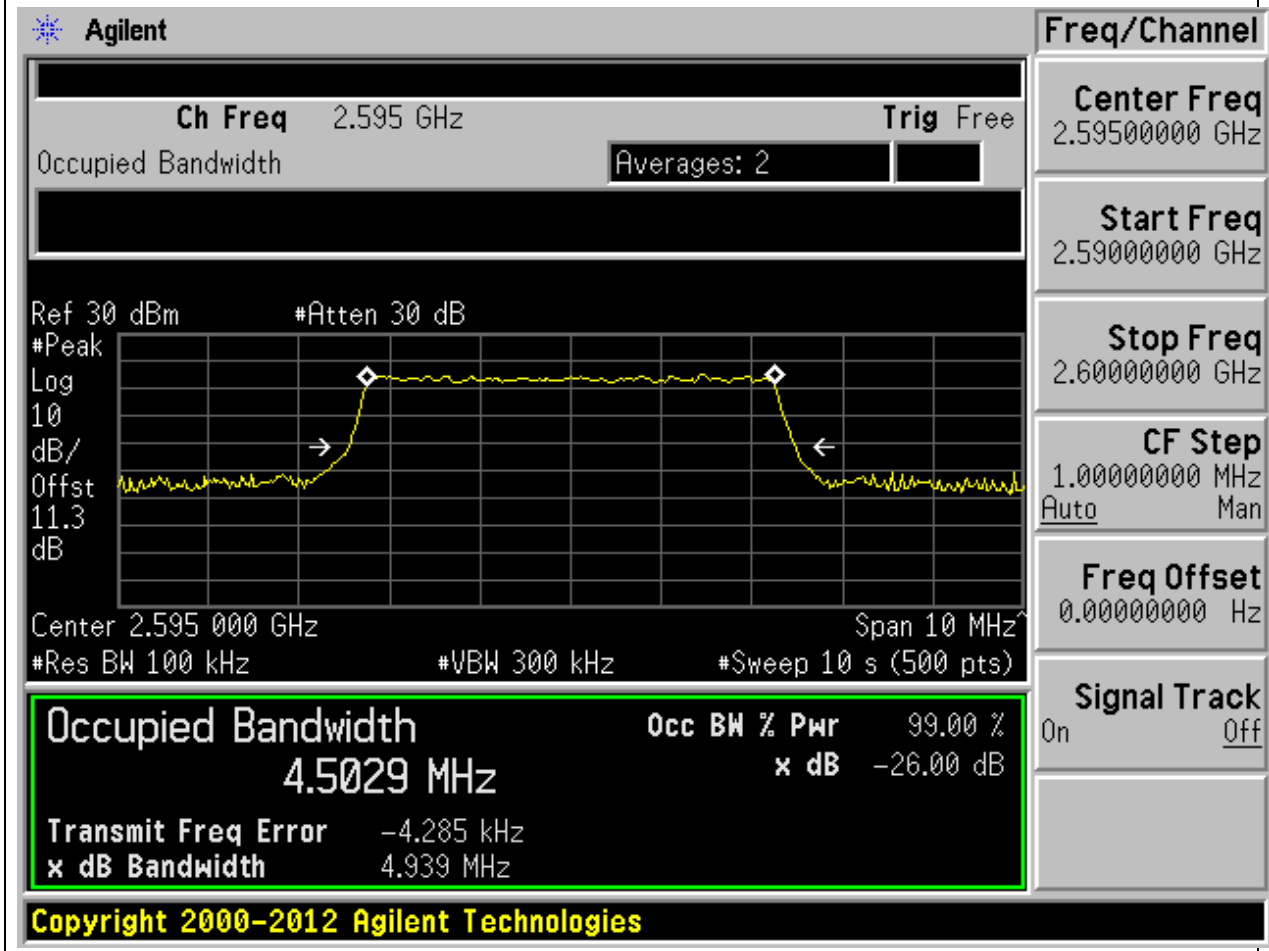 Agilent
Freq/Channel
Ch Freq 2.595 GHz Trig Free
Occupied Bandwidth Averages: 2
Ref 30 dBm #Atten 30 dB
#Peak
Log
10
dB/
Offst
11.3
dB
Center 2.595 000 GHz Span 10 MHz^
#Res BW 100 kHz #VBW 300 kHz #Sweep 10 s (500 pts)
Occupied Bandwidth Occ BW % Pwr 99.00 %
4.5029 MHz x dB -26.00 dB
Transmit Freq Error -4.285 kHz
x dB Bandwidth 4.939 MHz
Copyright 2000-2012 Agilent Technologies
Center Freq
2.59500000 GHz
Start Freq
2.59000000 GHz
Stop Freq
2.60000000 GHz
CF Step
1.00000000 MHz
Auto Man
Freq Offset
0.00000000 Hz
Signal Track
On Off